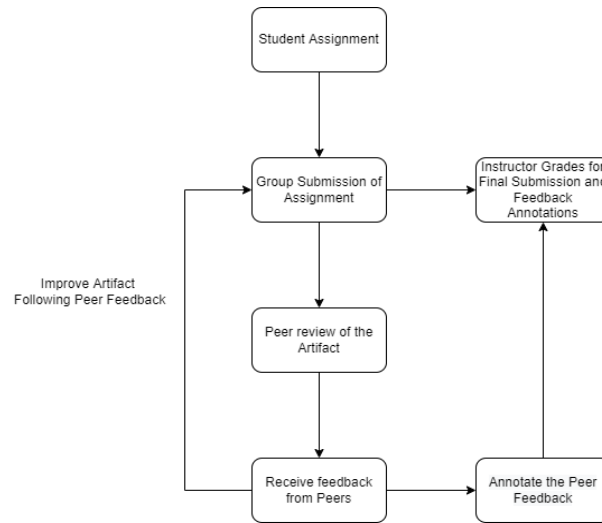 Student Assignment
Group Submission of
Assignment
Instructor Grades for
Final Submission and
Feedback
Annotations
Improve Artifact
Following Peer Feedback
Peer review of the
Artifact
Receive feedback
from Peers
Annotate the Peer
Feedback